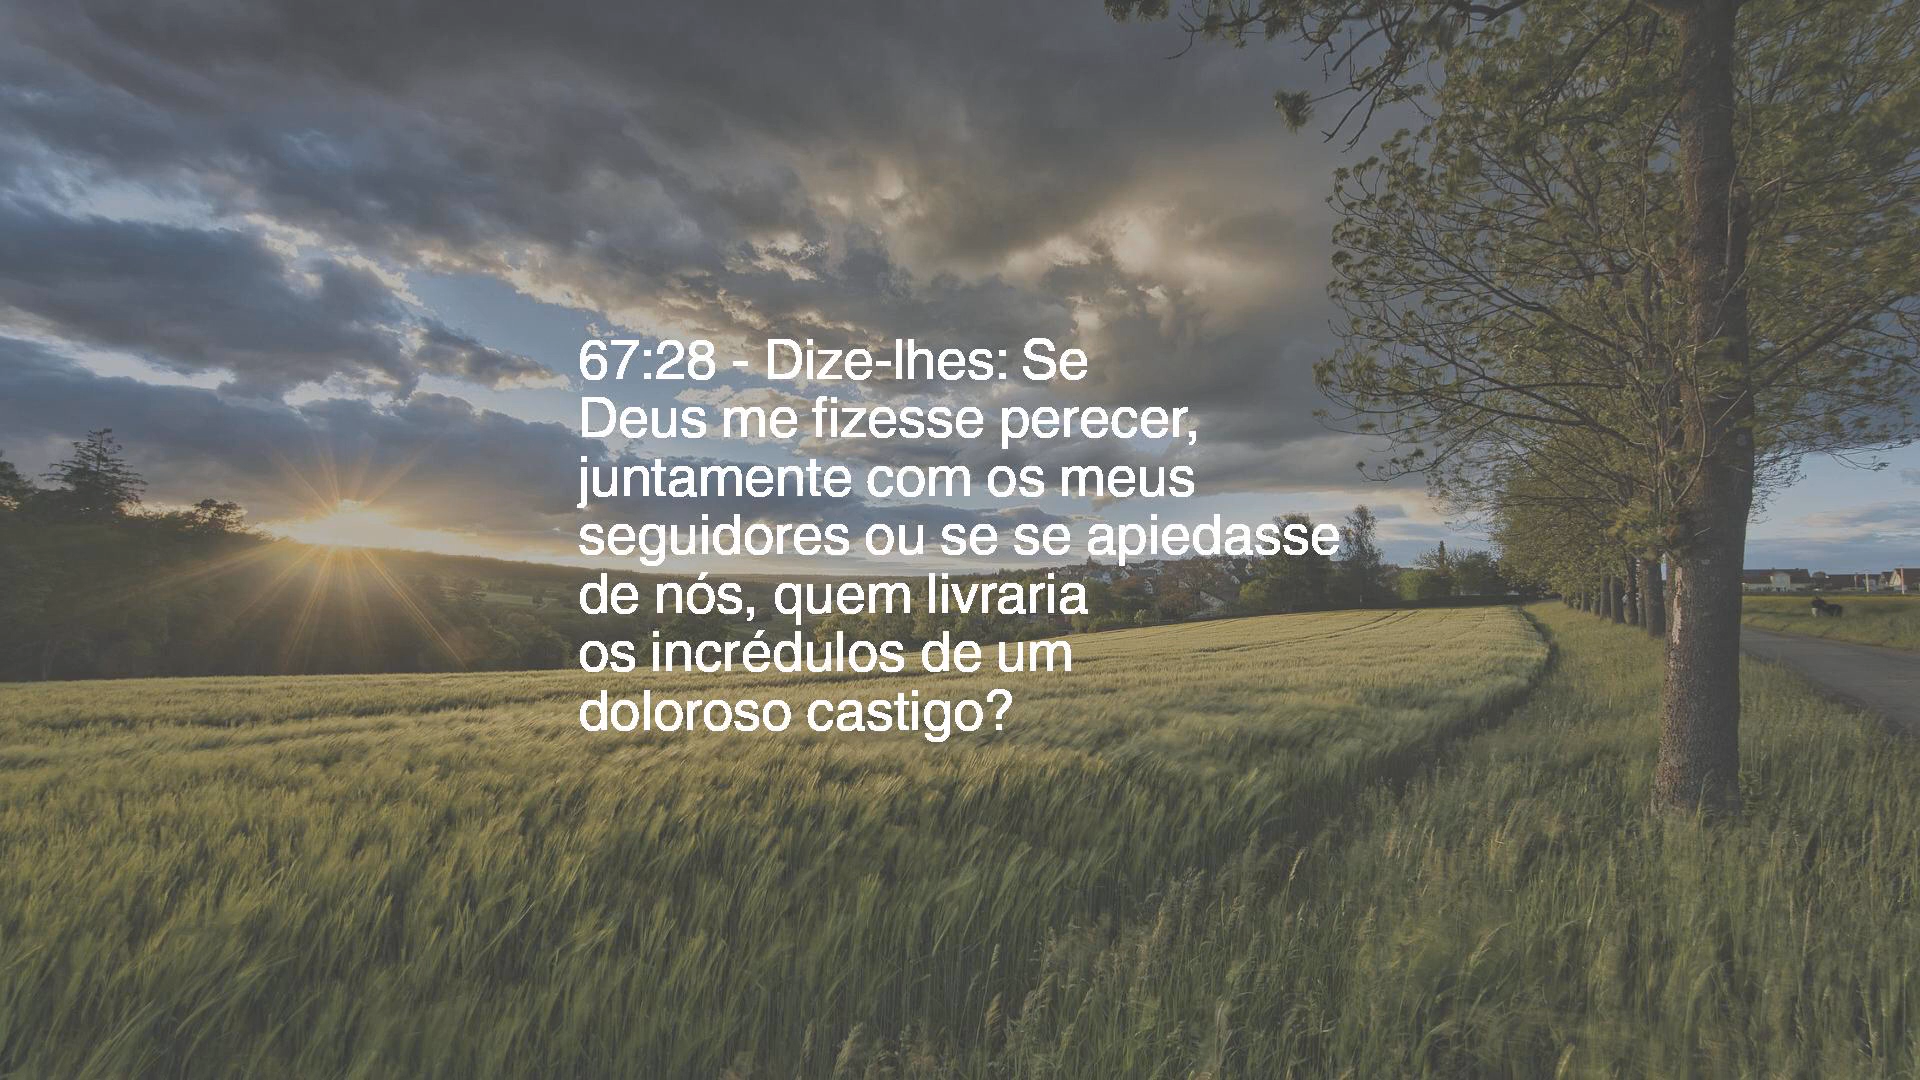 67:28 - Dize-lhes: Se
Deus me fizesse perecer,
juntamente com os meus
seguidores ou se se apiedasse
de nós, quem livraria
os incrédulos de um
doloroso castigo?